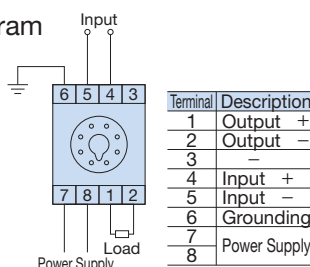 ram
Input
6 5 4 3
7 8 1 2
Load
Power Supply
Terminal Description
1 Output +
2 Output −
3 −
4 Input +
5 Input −
6 Grounding
7
8 Power Supply